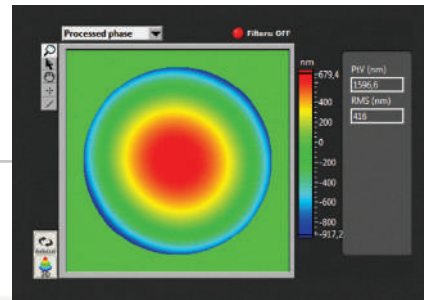 Processed phase
Filters OFF
nm
679,4
400
200
0
-200
-400
-600
-800
-917,2
PtV (nm)
1596,6
RMS (nm)
416